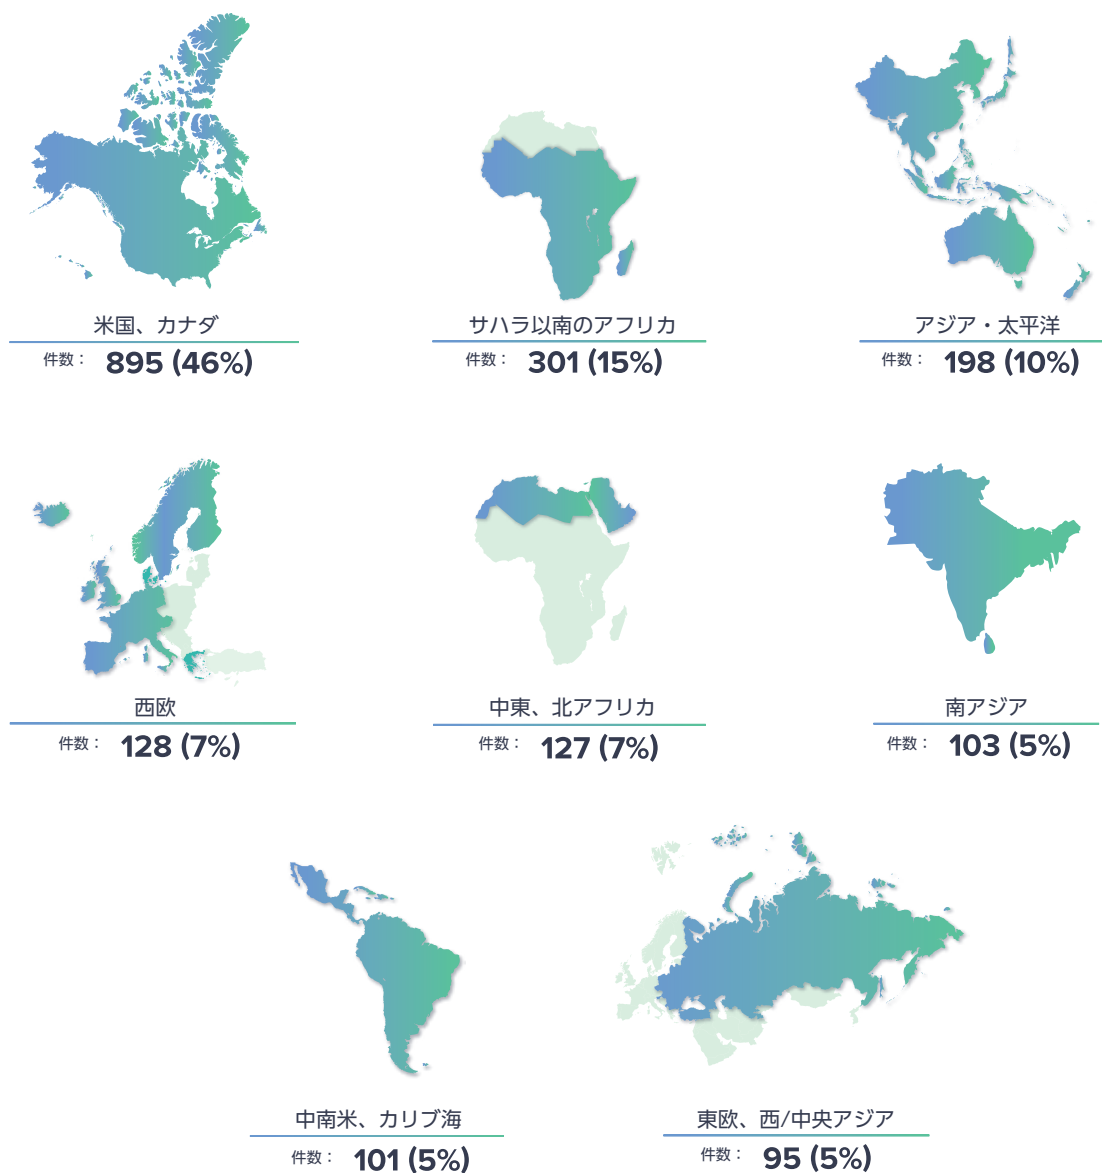 米国、カナダ
件数： 895 (46%)
サハラ以南のアフリカ
件数： 301 (15%)
アジア・太平洋
件数： 198 (10%)
西欧
件数： 128 (7%)
中東、北アフリカ
件数： 127 (7%)
南アジア
件数： 103 (5%)
中南米、カリブ海
件数： 101 (5%)
東欧、西/中央アジア
件数： 95 (5%)